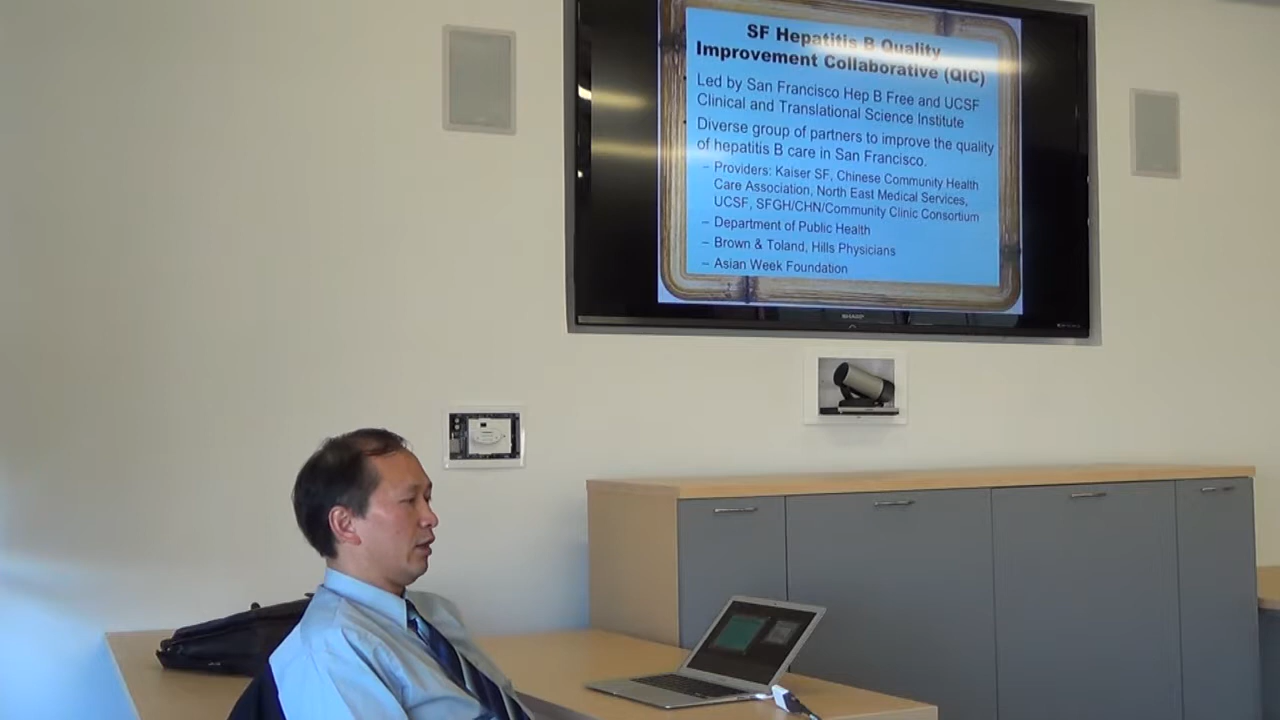 SF Hepatitis B Quality
Improvement Collaborative (QIC)
Led by San Francisco Hep B Free and UCSF
Clinical and Translational Science Institute
Diverse group of partners to improve the quality
of hepatitis B care in San Francisco.
– Providers: Kaiser SF, Chinese Community Health
Care Association, North East Medical Services,
UCSF, SFGH/CHN/Community Clinic Consortium
– Department of Public Health
– Brown & Toland, Hills Physicians
– Asian Week Foundation
SHARP